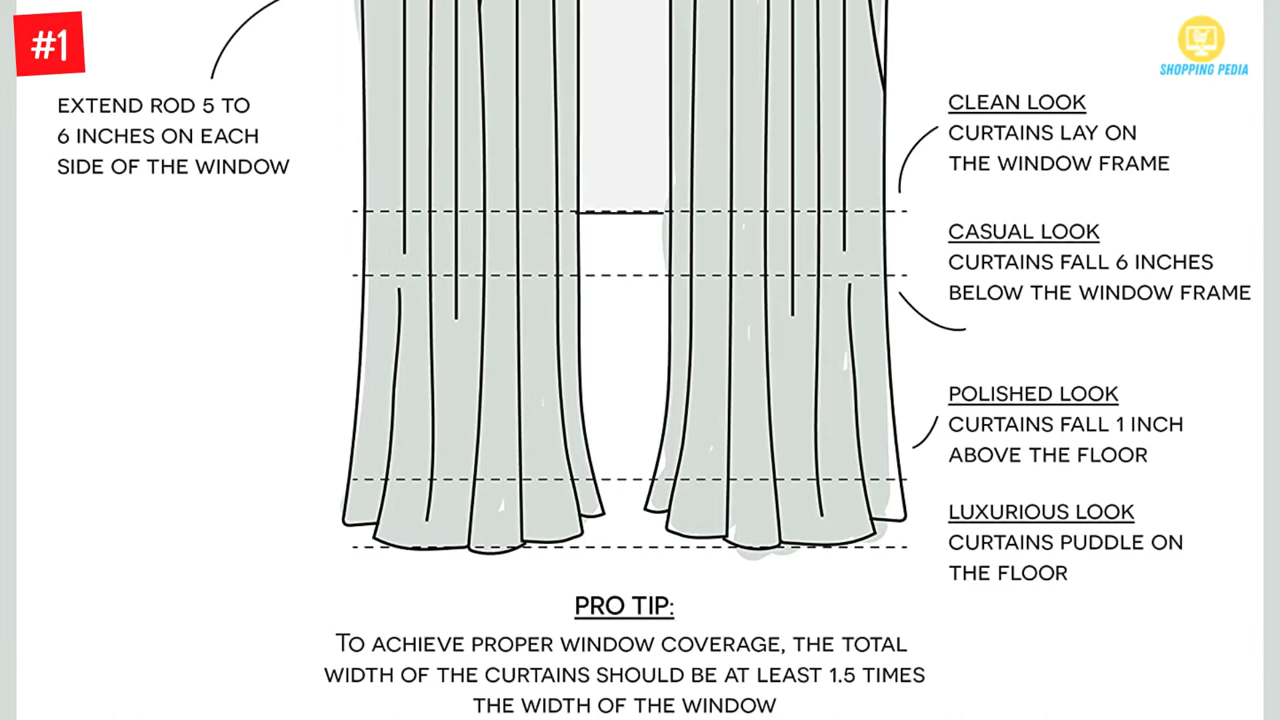 #1
SHOPPING PEDIA
EXTEND ROD 5 TO
6 INCHES ON EACH
SIDE OF THE WINDOW
CLEAN LOOK
CURTAINS LAY ON
THE WINDOW FRAME
CASUAL LOOK
CURTAINS FALL 6 INCHES
BELOW THE WINDOW FRAME
POLISHED LOOK
CURTAINS FALL 1 INCH
ABOVE THE FLOOR
LUXURIOUS LOOK
CURTAINS PUDDLE ON
THE FLOOR
PRO TIP:
TO ACHIEVE PROPER WINDOW COVERAGE, THE TOTAL
WIDTH OF THE CURTAINS SHOULD BE AT LEAST 1.5 TIMES
THE WIDTH OF THE WINDOW